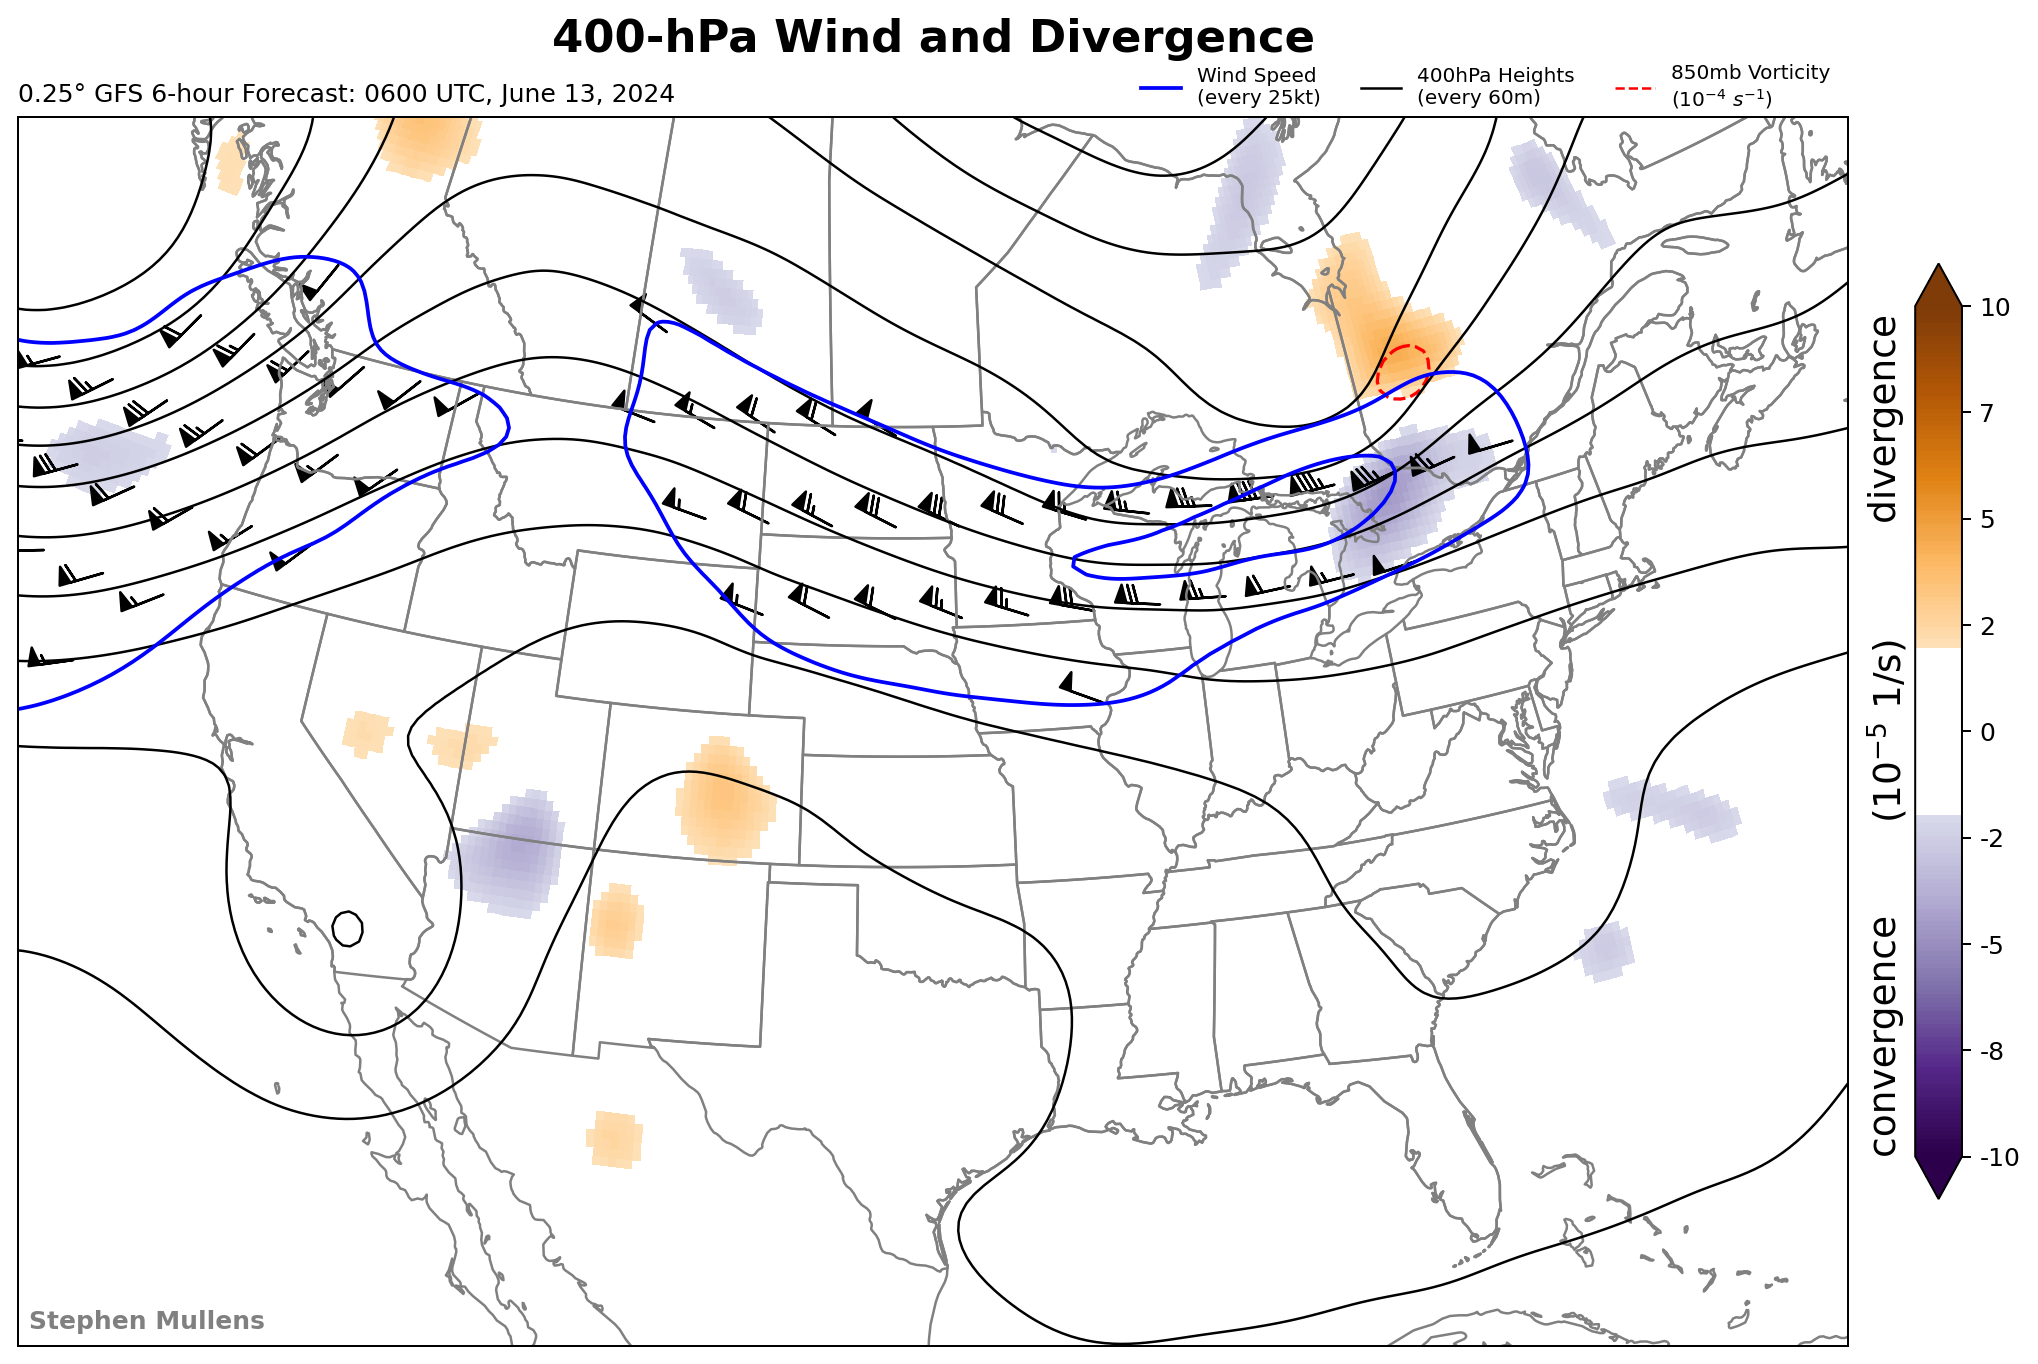 400-hPa Wind and Divergence
0.25° GFS 6-hour Forecast: 0600 UTC, June 13, 2024
Wind Speed
(every 25kt)
400hPa Heights
(every 60m)
850mb Vorticity
(10⁻⁴ s⁻¹)
10
7
5
2
0
-2
-5
-8
-10
convergence (10⁻⁵ 1/s) divergence
Stephen Mullens